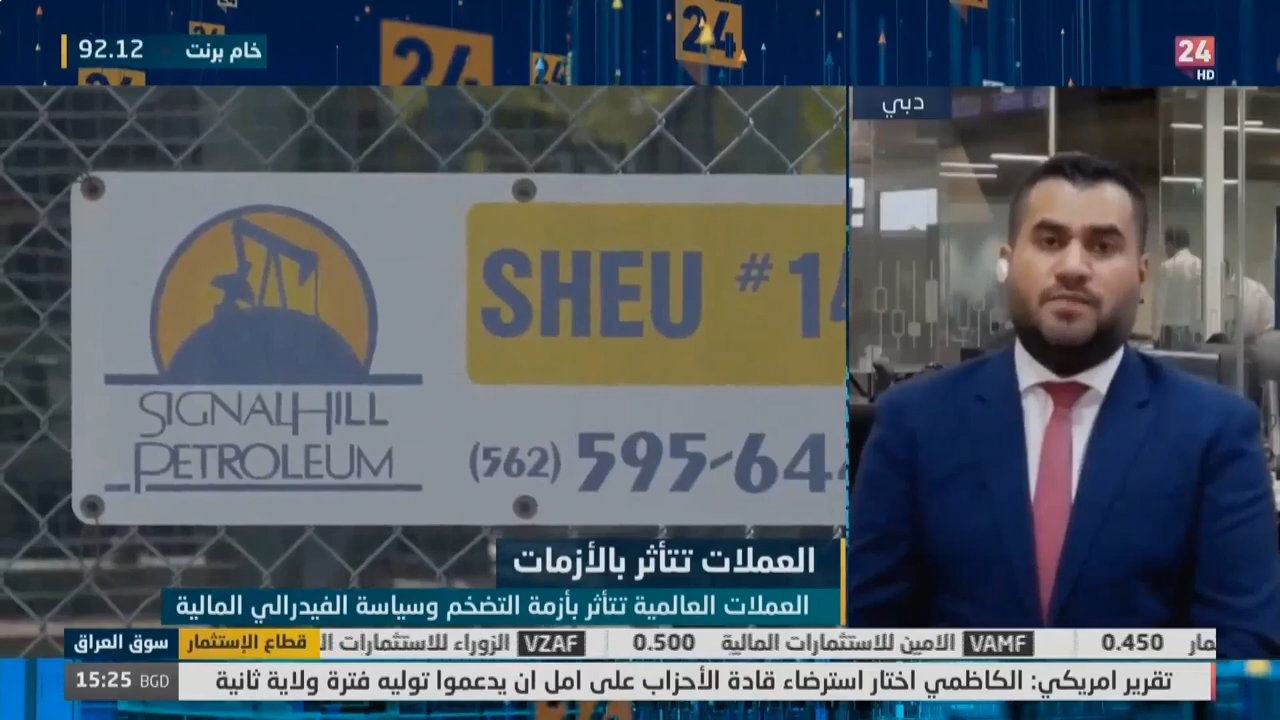 خام برنت 92.12
24
HD
24
24
24
دبي
SHEU #14
SIGNAL HILL
PETROLEUM
(562) 595-64
العملات تتأثر بالأزمات
العملات العالمية تتأثر بأزمة التضخم وسياسة الفيدرالي المالية
سوق العراق قطاع الإستثمار الزوراء للاستثمارات VZAF 0.500 الامين للاستثمارات المالية VAMF 0.450
15:25 BGD تقرير امريكي: الكاظمي اختار استرضاء قادة الأحزاب على امل ان يدعموا توليه فترة ولاية ثانية